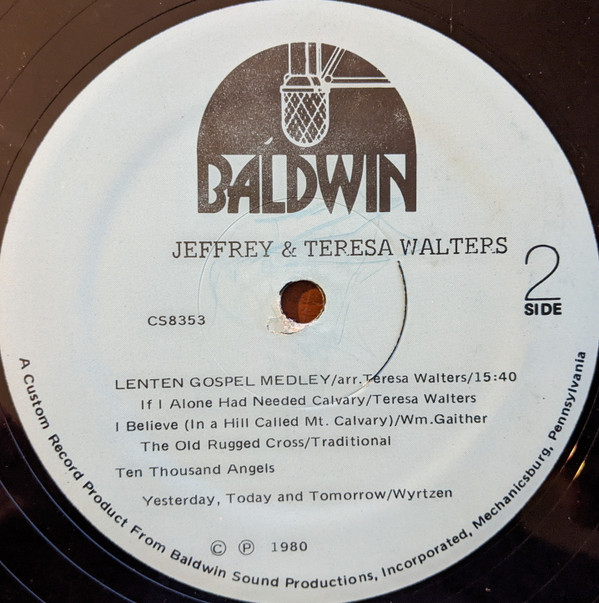 BALDWIN
JEFFREY & TERESA WALTERS
2
SIDE
CS8353
LENTEN GOSPEL MEDLEY/arr.Teresa Walters/15:40
If I Alone Had Needed Calvary/Teresa Walters
I Believe (In a Hill Called Mt. Calvary)/Wm.Gaither
The Old Rugged Cross/Traditional
Ten Thousand Angels
Yesterday, Today and Tomorrow/Wyrtzen
© ℗ 1980
A Custom Record Product From Baldwin Sound Productions, Incorporated, Mechanicsburg, Pennsylvania